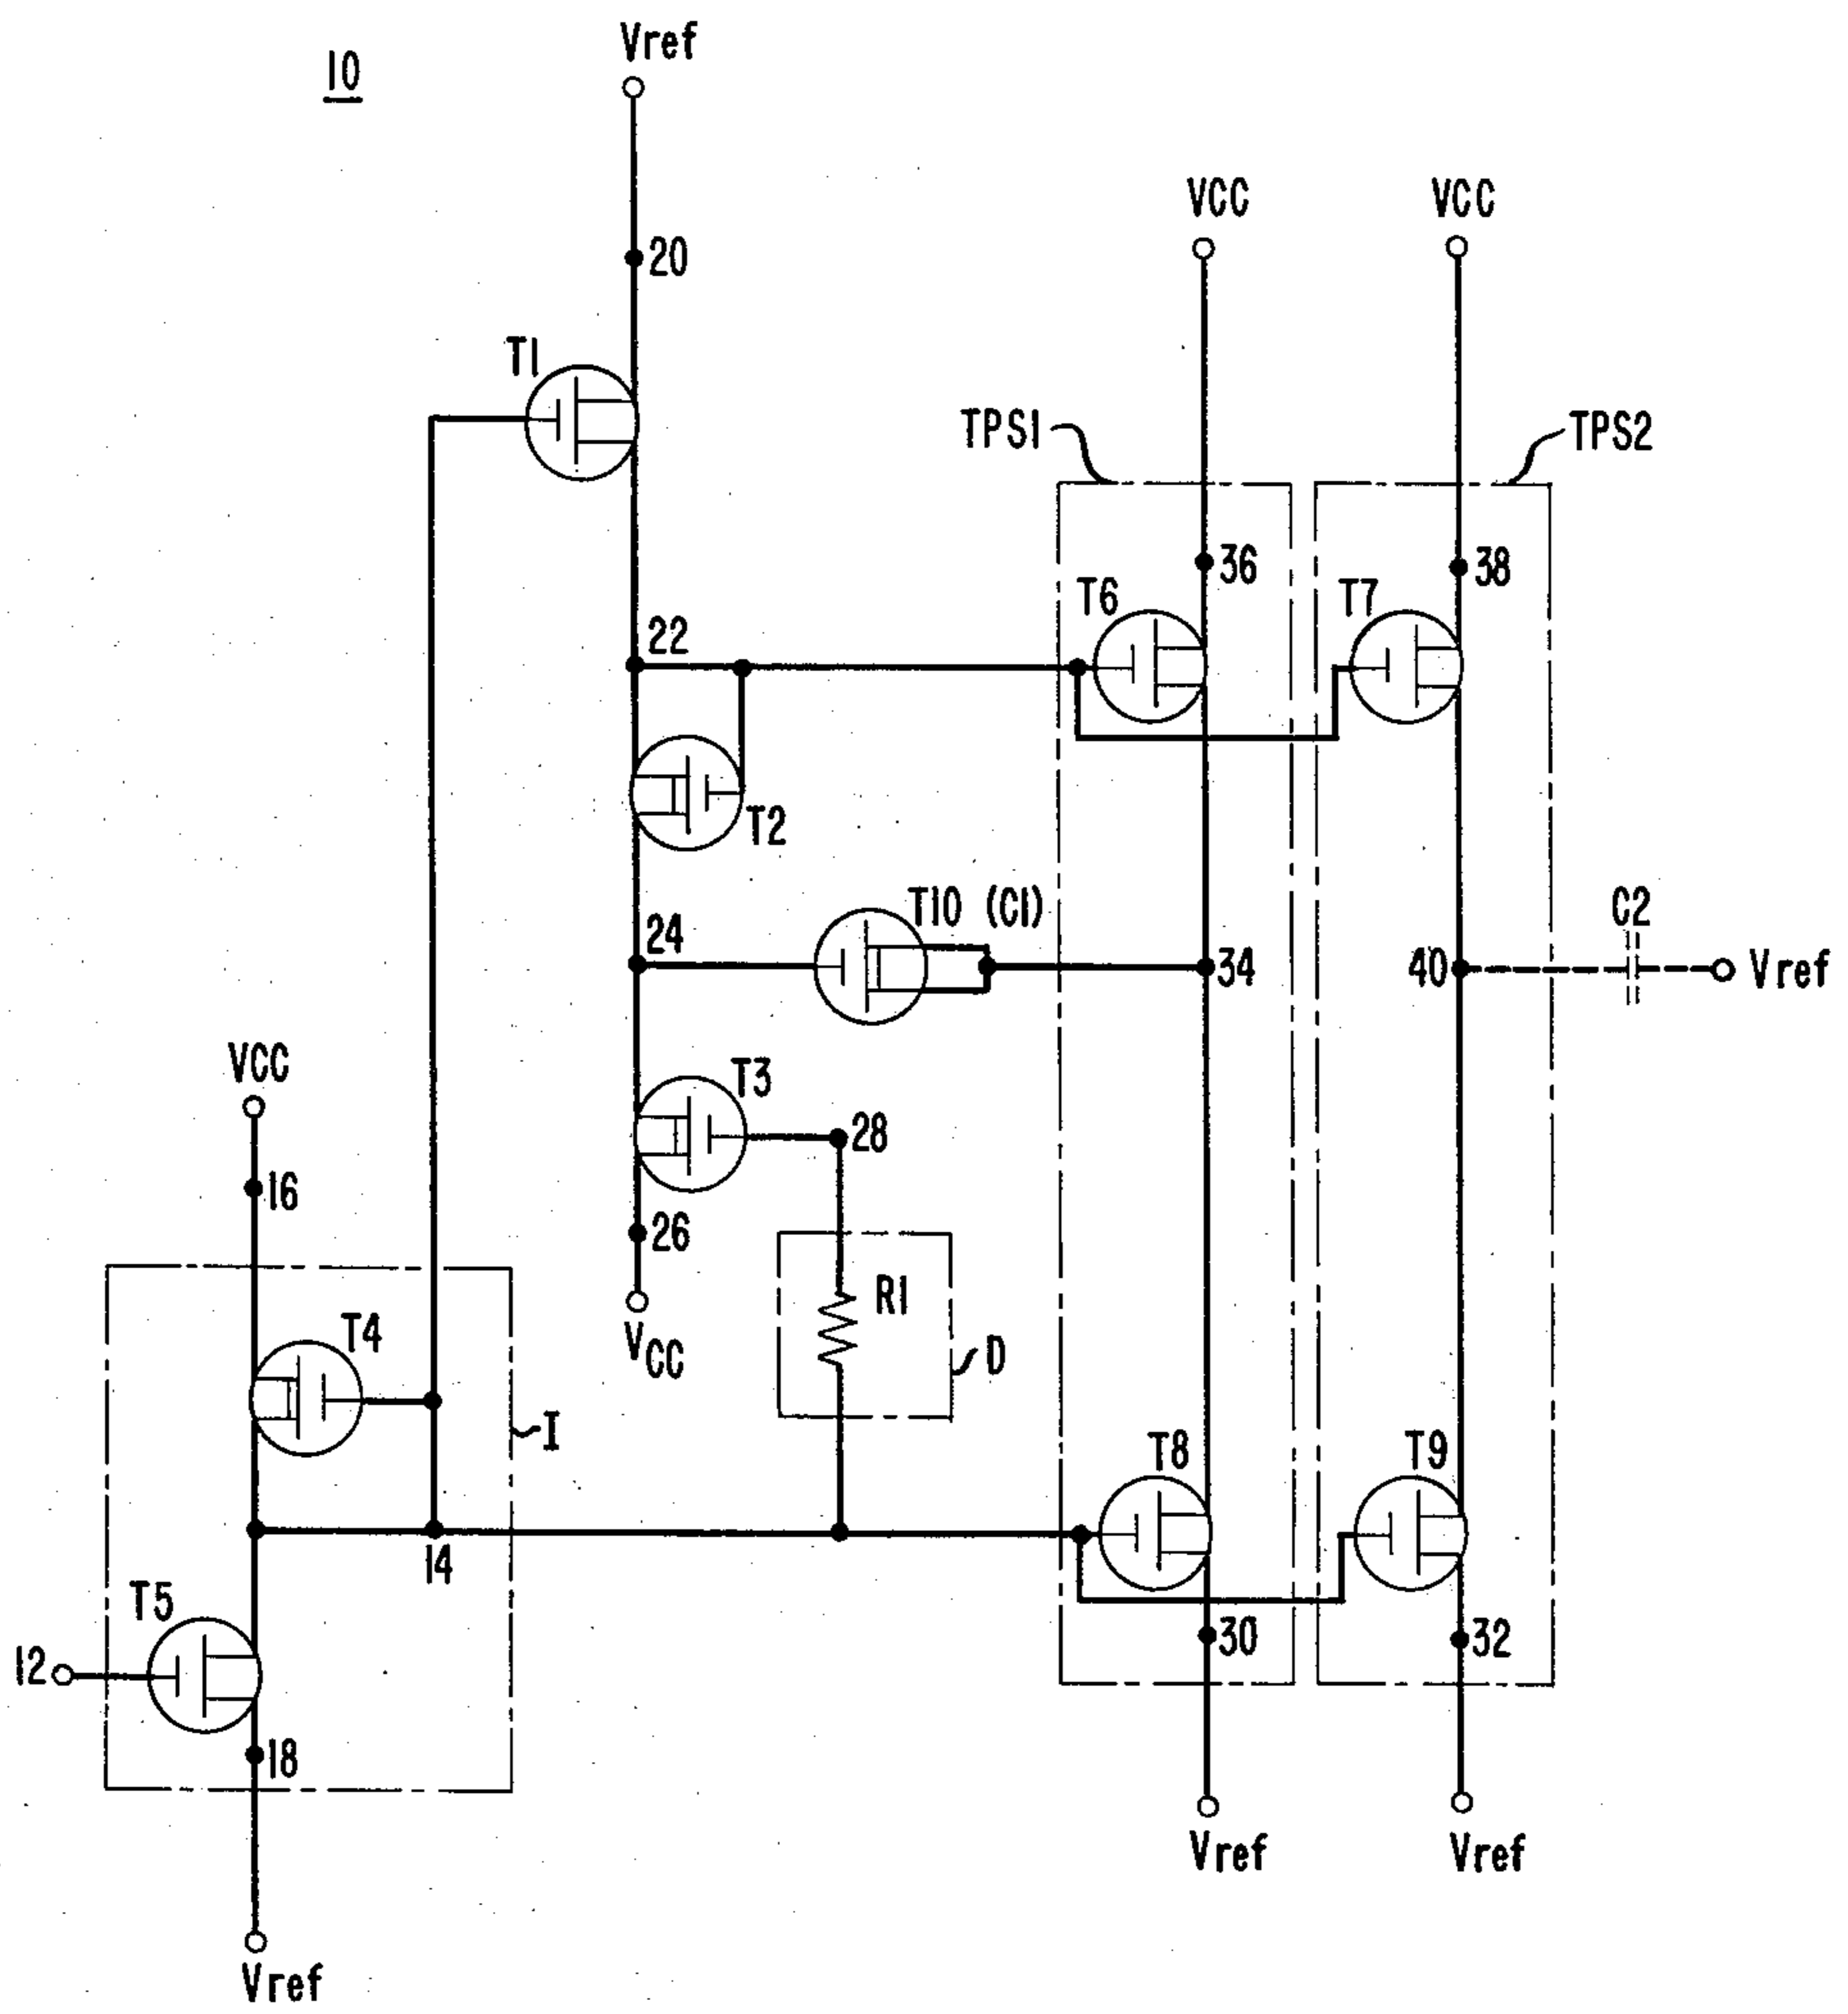 Vref
10
VCC
VCC
20
T1
TPS1
TPS2
36
38
T6
T7
22
T2
T10 (C1)
C2
24
34
40
Vref
T3
VCC
28
16
26
R1
T4
VCC
D
I
T8
T9
14
T5
12
30
32
18
Vref
Vref
Vref